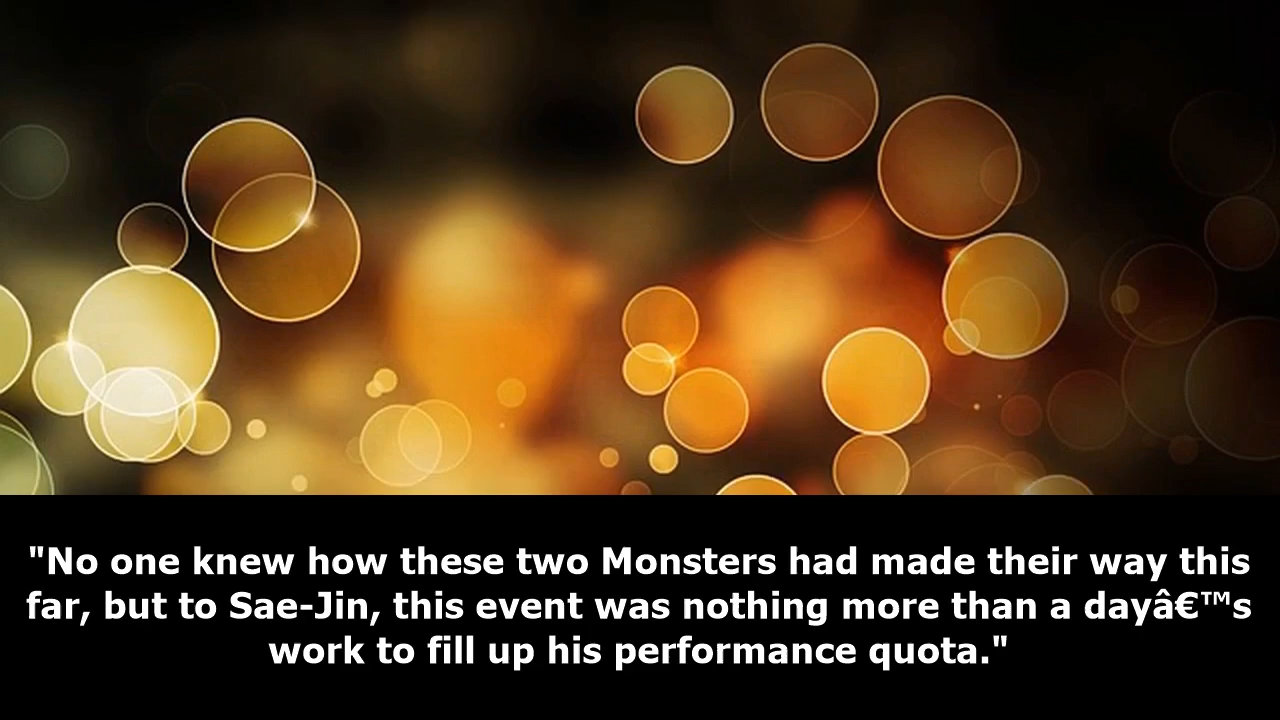 "No one knew how these two Monsters had made their way this
far, but to Sae-Jin, this event was nothing more than a dayâ€™s
work to fill up his performance quota."